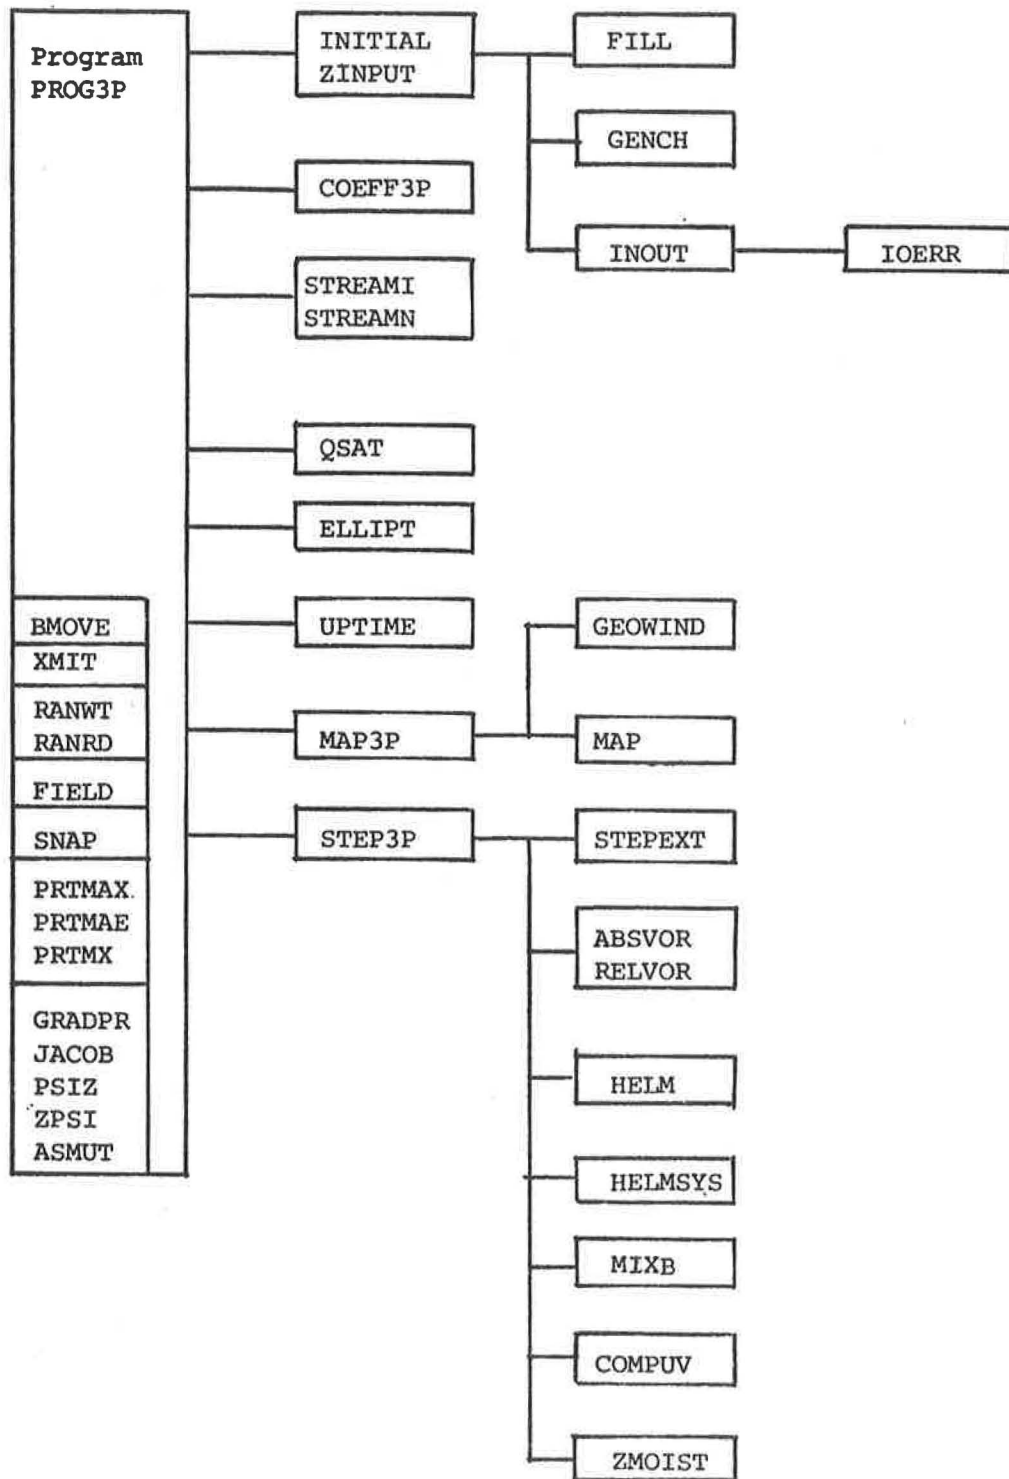 Program
PROG3P
BMOVE
XMIT
RANWT
RANRD
FIELD
SNAP
PRTMAX
PRTMAE
PRTMX
GRADPR
JACOB
PSIZ
ZPSI
ASMUT
INITIAL
ZINPUT
COEFF3P
STREAMI
STREAMN
QSAT
ELLIPT
UPTIME
MAP3P
STEP3P
FILL
GENCH
INOUT
IOERR
GEOWIND
MAP
STEPEXT
ABSVOR
RELVOR
HELM
HELMSYS
MIXB
COMPUV
ZMOIST